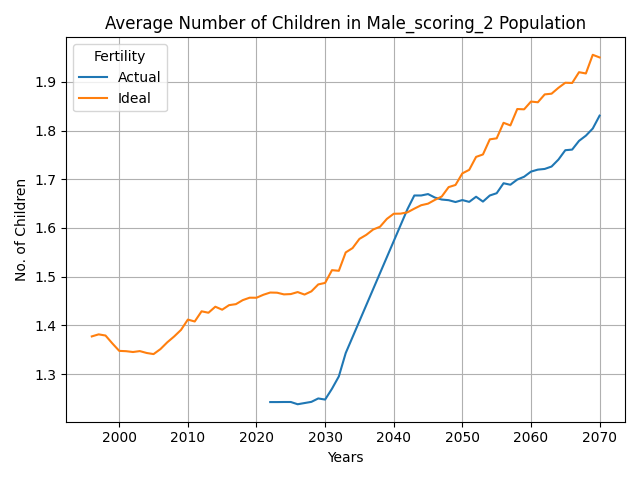 Average Number of Children in Male_scoring_2 Population
Fertility
Actual
Ideal
No. of Children
1.9
1.8
1.7
1.6
1.5
1.4
1.3
2000 2010 2020 2030 2040 2050 2060 2070
Years